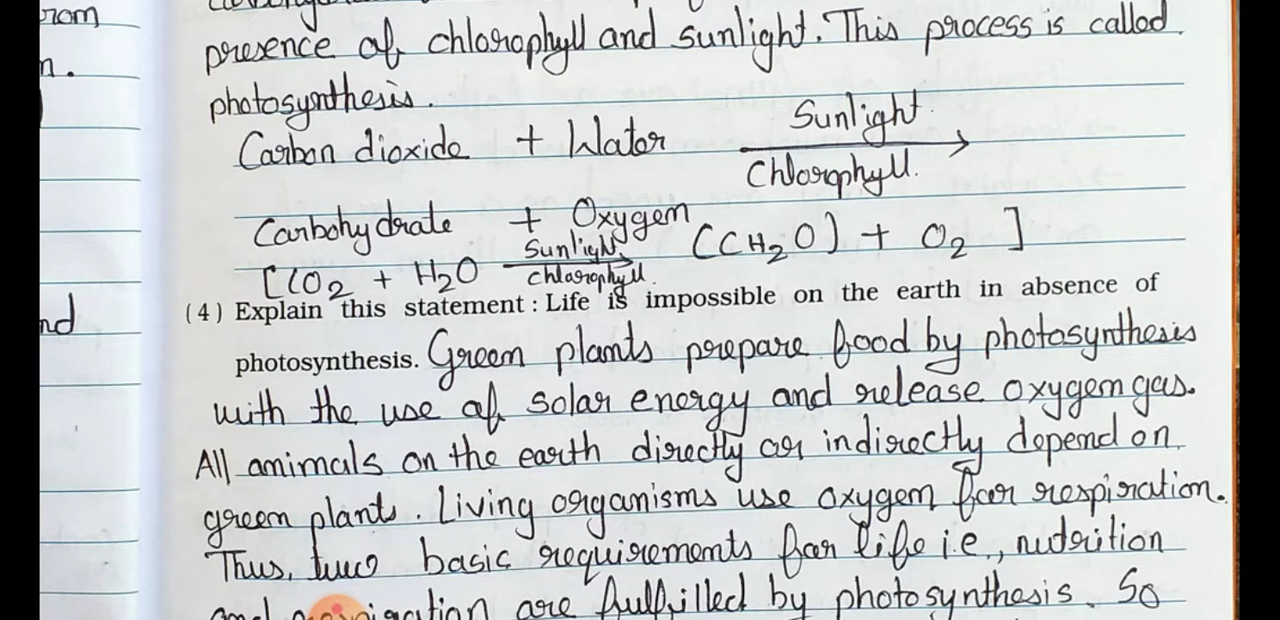 rom
n.
nd
presence of chlorophyll and sunlight. This process is called
photosynthesis.
Carbon dioxide + Water Sunlight
Chlorophyll.
Carbohydrate + Oxygen
[CO2 + H2O Sunlight Chlorophyll. (CH2O) + O2 ]
(4) Explain this statement : Life is impossible on the earth in absence of
photosynthesis. Green plants prepare food by photosynthesis
with the use of solar energy and release oxygen gas.
All animals on the earth directly or indirectly depend on
green plants. Living organisms use oxygen for respiration.
Thus, two basic requirements for life i.e., nutrition
and respiration are fulfilled by photosynthesis. So